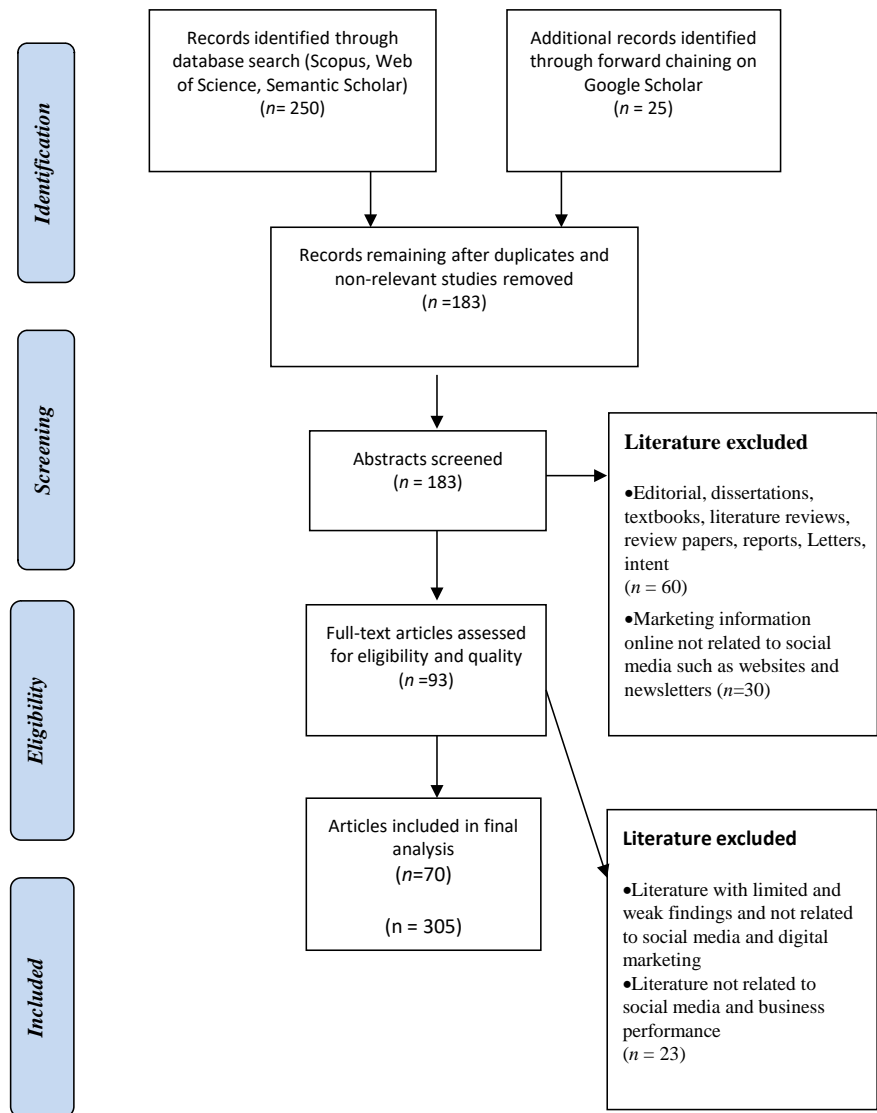 Identification
Records identified through
database search (Scopus, Web
of Science, Semantic Scholar)
(n= 250)
Additional records identified
through forward chaining on
Google Scholar
(n = 25)
Records remaining after duplicates and
non-relevant studies removed
(n =183)
Screening
Abstracts screened
(n = 183)
Literature excluded
•Editorial, dissertations,
textbooks, literature reviews,
review papers, reports, Letters,
intent
(n = 60)
•Marketing information
online not related to social
media such as websites and
newsletters (n=30)
Eligibility
Full-text articles assessed
for eligibility and quality
(n =93)
Articles included in final
analysis
(n=70)
(n = 305)
Literature excluded
•Literature with limited and
weak findings and not related
to social media and digital
marketing
•Literature not related to
social media and business
performance
(n = 23)
Included